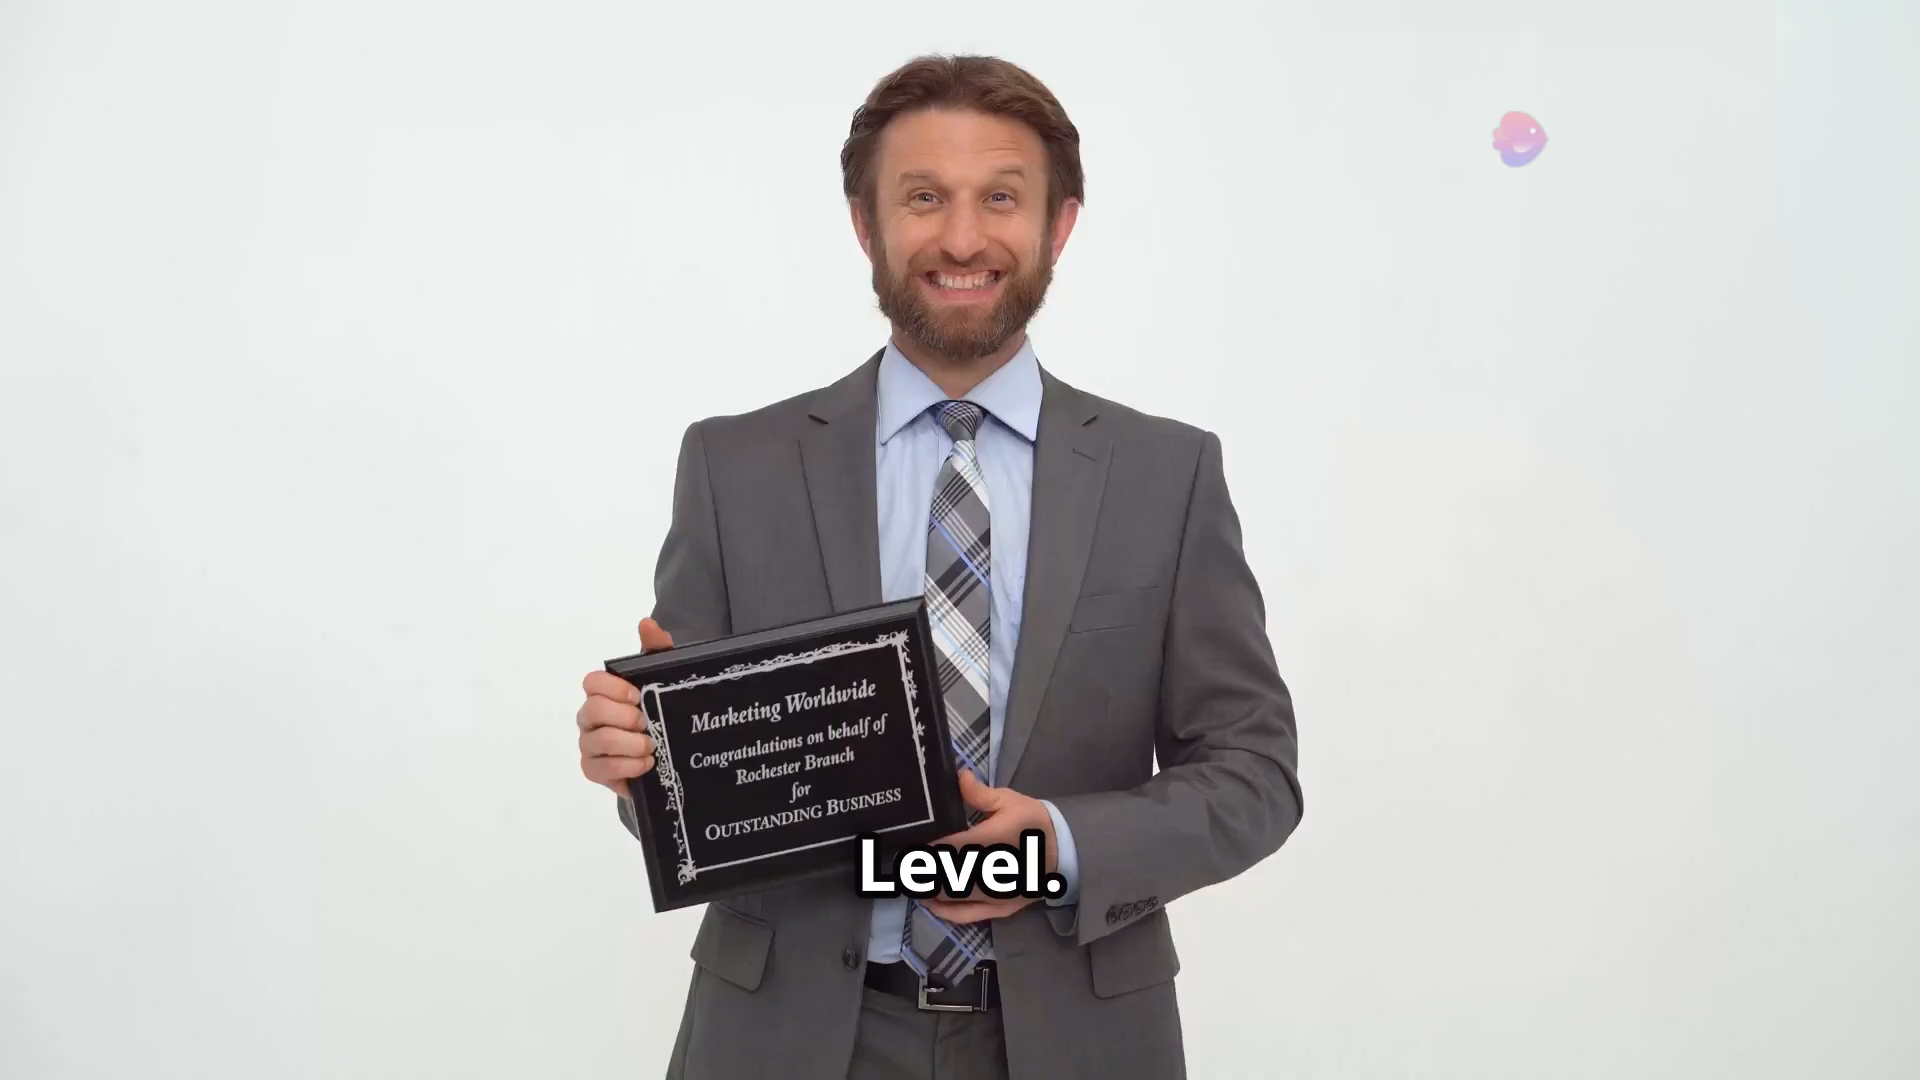 Marketing Worldwide
Congratulations on behalf of
Rochester Branch
for
OUTSTANDING BUSINESS
Level.